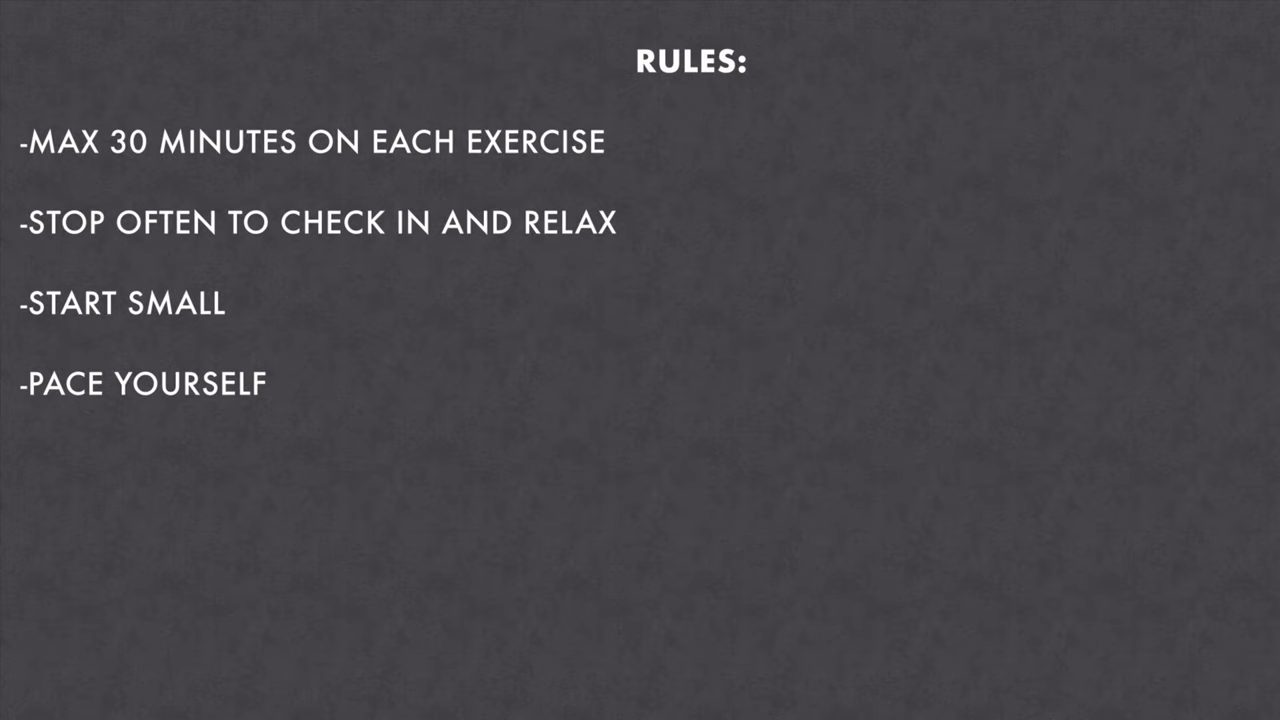 RULES:
-MAX 30 MINUTES ON EACH EXERCISE
-STOP OFTEN TO CHECK IN AND RELAX
-START SMALL
-PACE YOURSELF